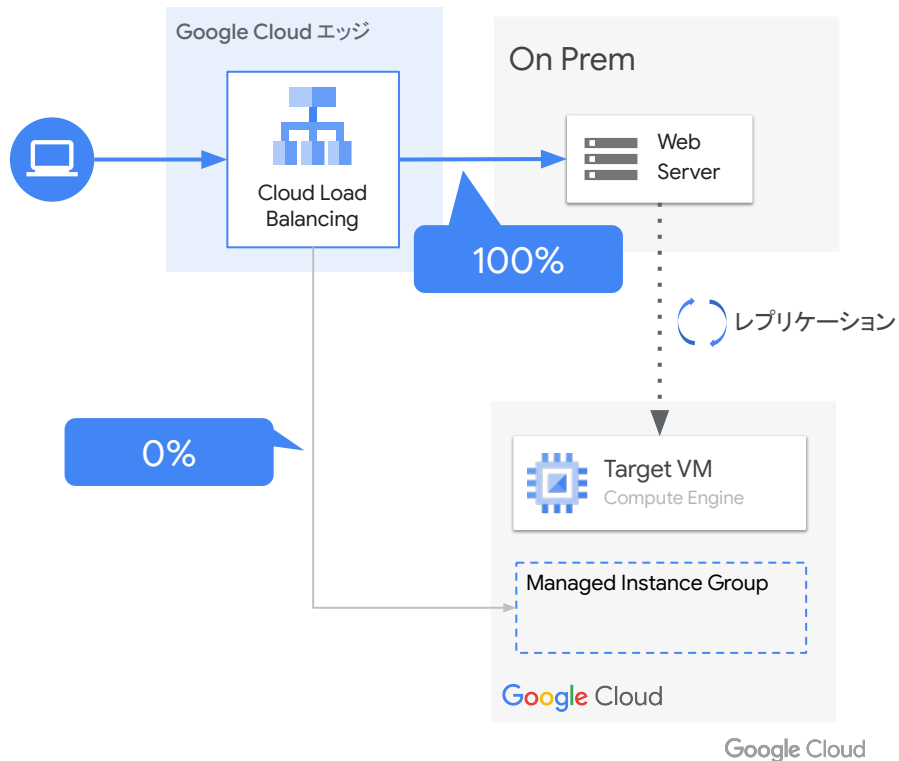 Google Cloud エッジ
On Prem
Cloud Load
Balancing
Web
Server
100%
レプリケーション
0%
Target VM
Compute Engine
Managed Instance Group
Google Cloud
Google Cloud